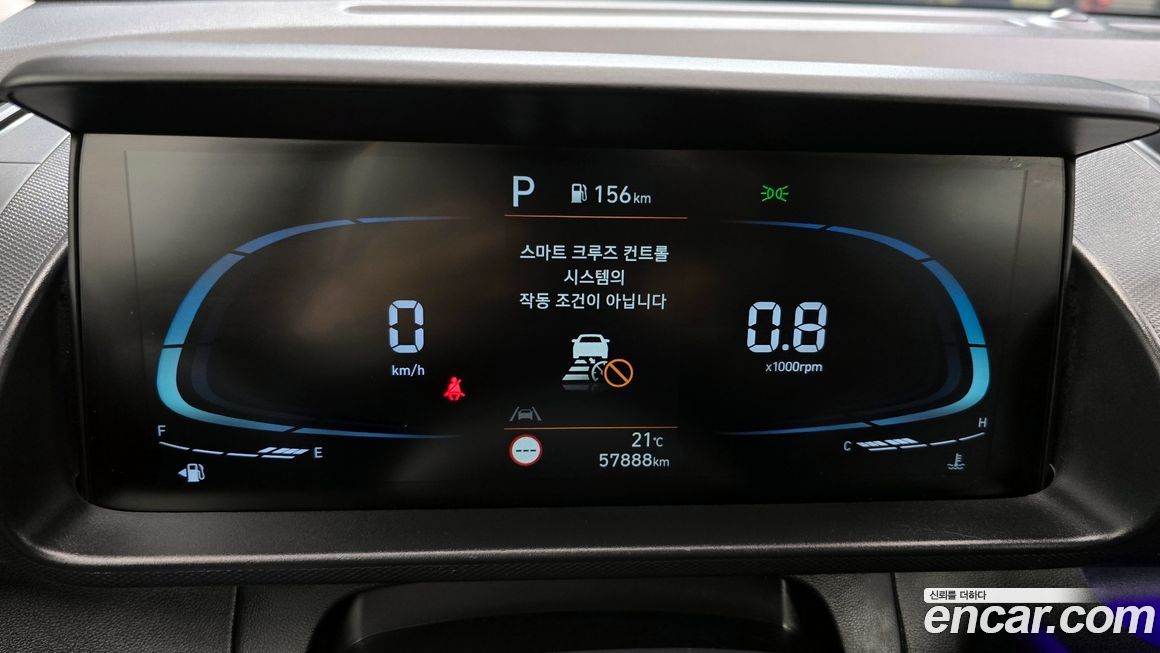 P 156km
스마트 크루즈 컨트롤
시스템의
작동 조건이 아닙니다
0
km/h
0.8
x1000rpm
F
E
C
H
---
21℃
57888km
신뢰를 더하다
encar.com